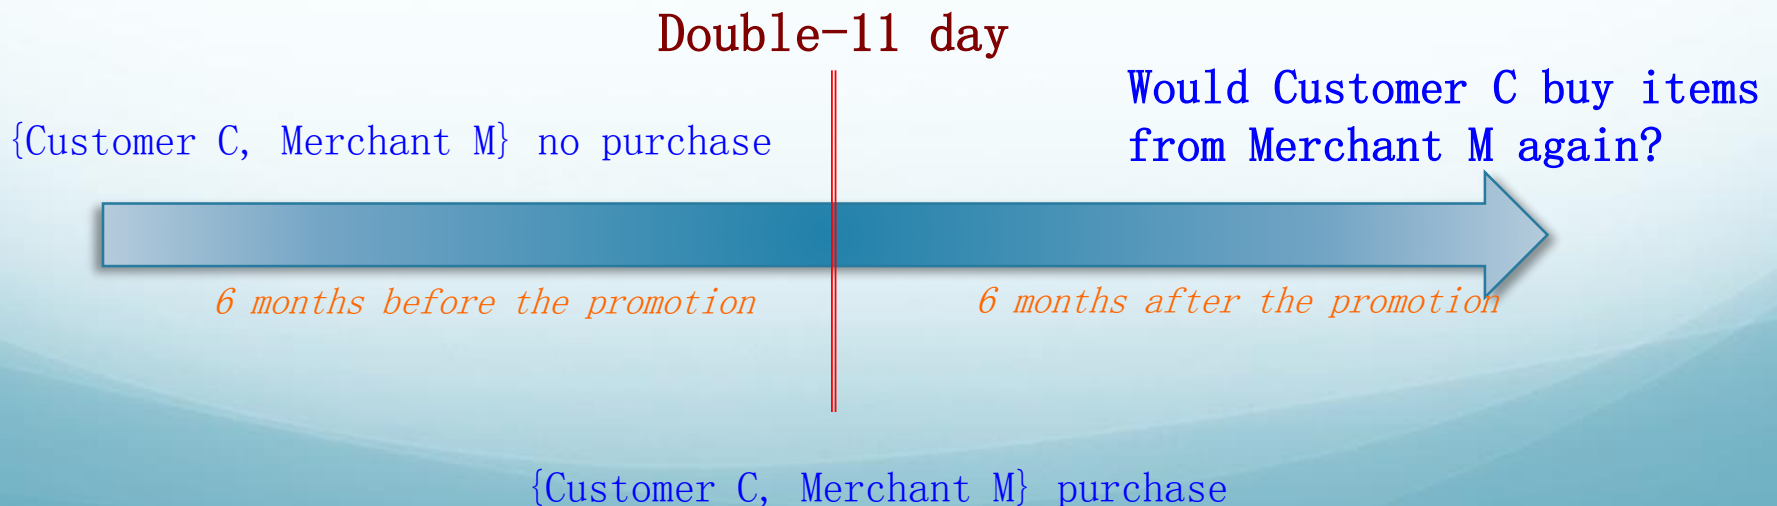 Double-11 day
Would Customer C buy items
from Merchant M again?
{Customer C, Merchant M} no purchase
6 months before the promotion
6 months after the promotion
{Customer C, Merchant M} purchase